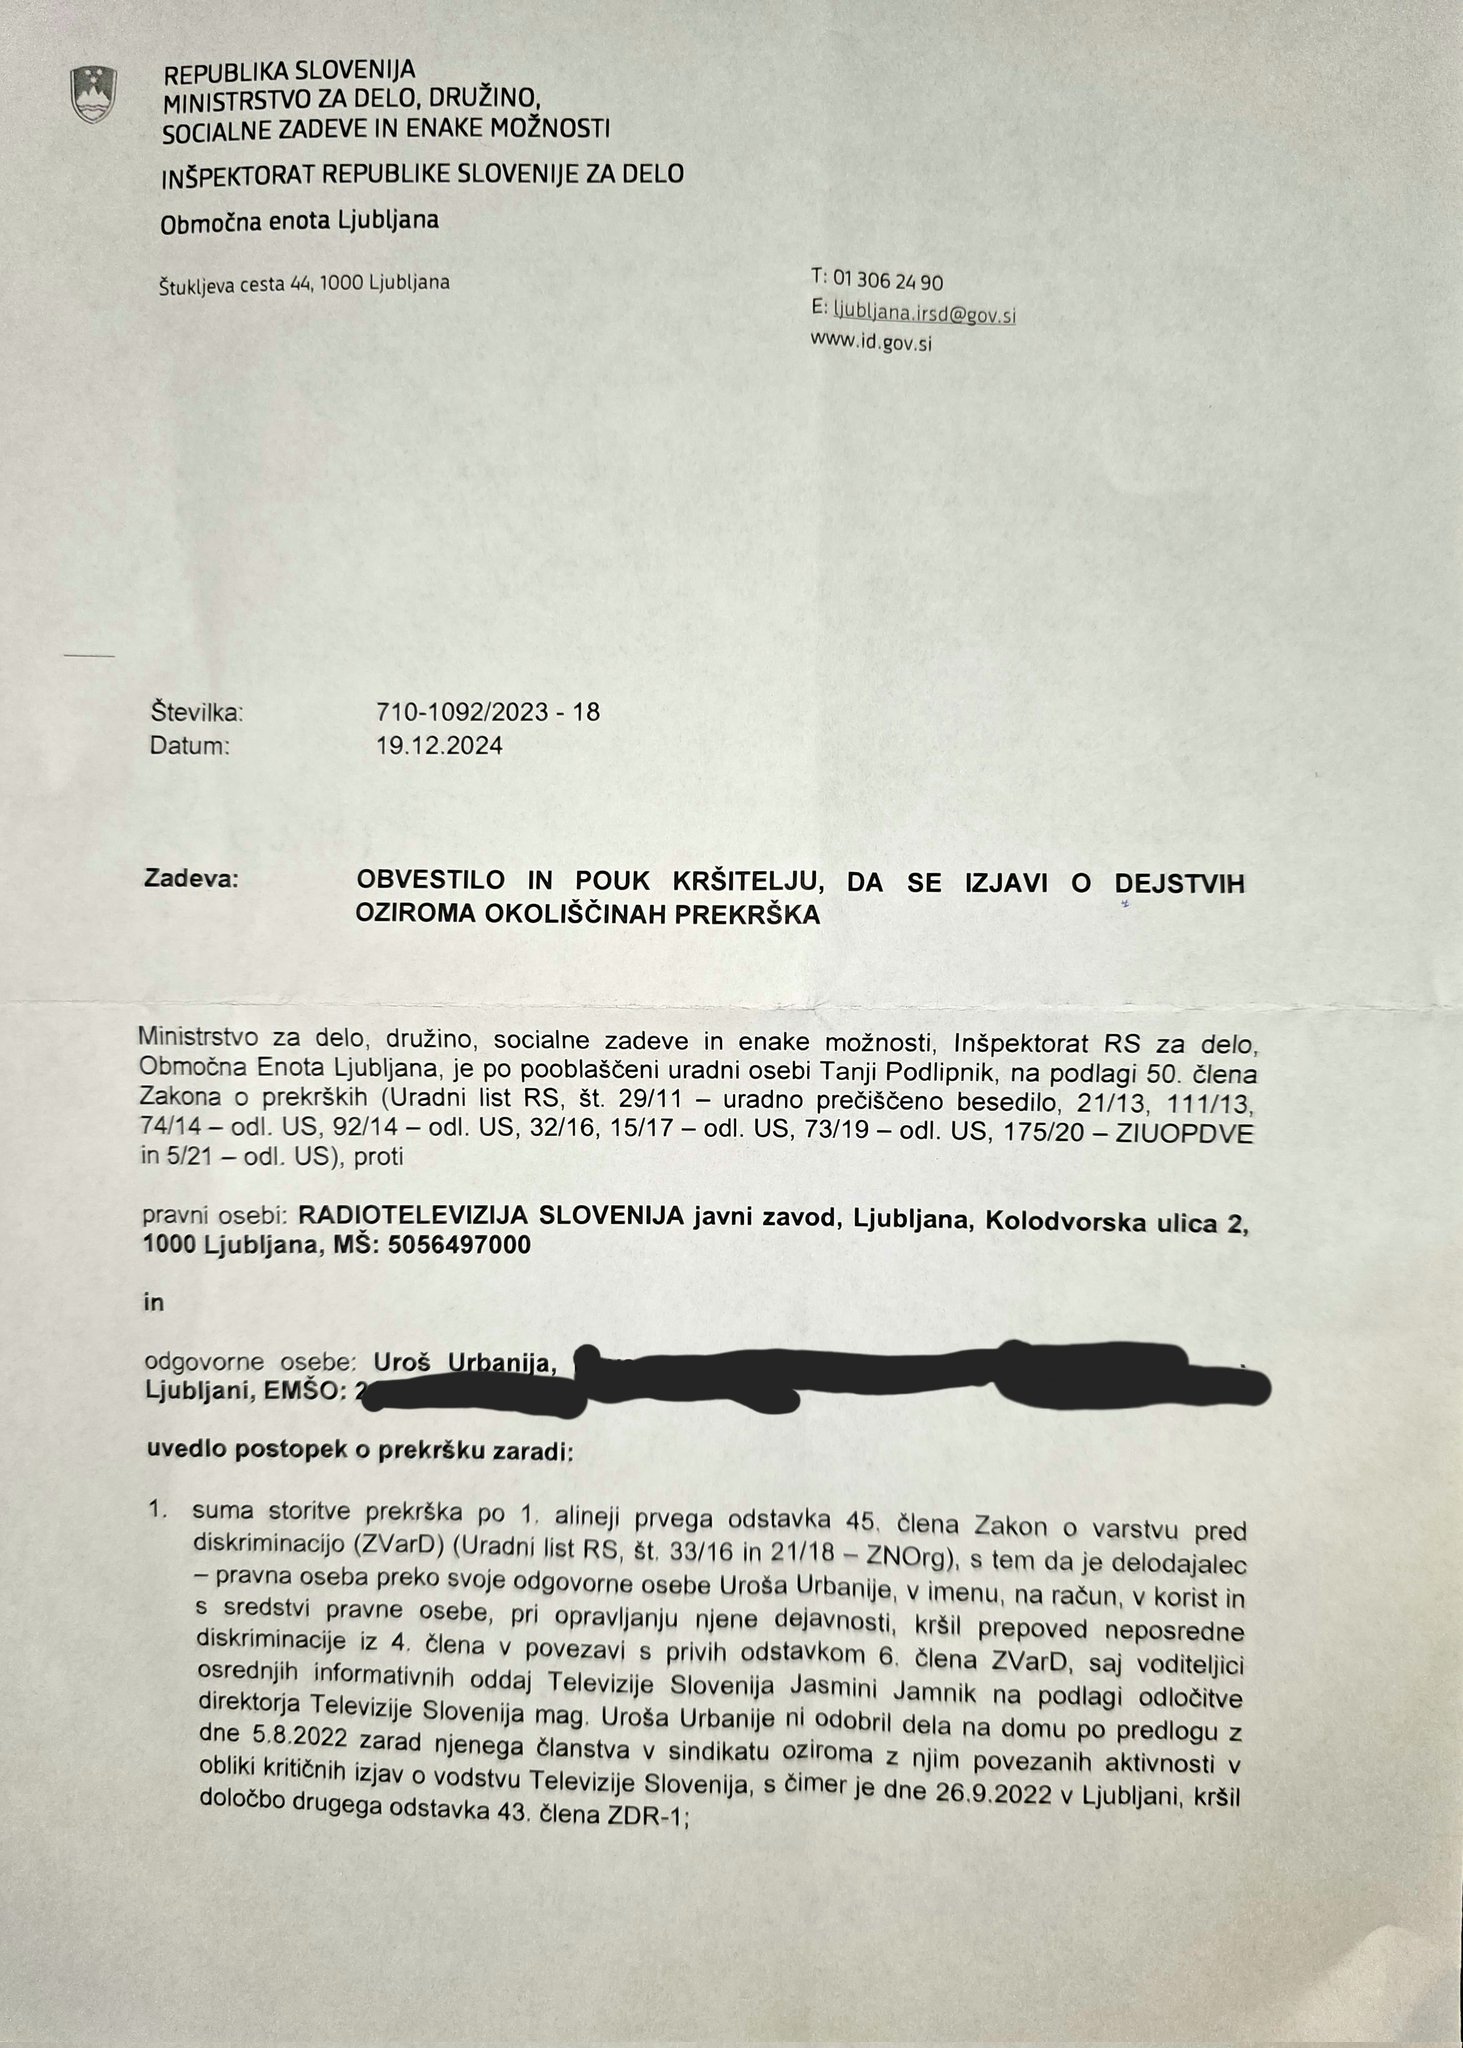 REPUBLIKA SLOVENIJA
MINISTRSTVO ZA DELO, DRUŽINO,
SOCIALNE ZADEVE IN ENAKE MOŽNOSTI
INŠPEKTORAT REPUBLIKE SLOVENIJE ZA DELO
Območna enota Ljubljana
Štukljeva cesta 44, 1000 Ljubljana
T: 01 306 24 90
E: ljubljana.irsd@gov.si
www.id.gov.si
Številka: 710-1092/2023 - 18
Datum: 19.12.2024
Zadeva: OBVESTILO IN POUK KRŠITELJU, DA SE IZJAVI O DEJSTVIH
OZIROMA OKOLIŠČINAH PREKRŠKA
Ministrstvo za delo, družino, socialne zadeve in enake možnosti, Inšpektorat RS za delo,
Območna Enota Ljubljana, je po pooblaščeni uradni osebi Tanji Podlipnik, na podlagi 50. člena
Zakona o prekrških (Uradni list RS, št. 29/11 – uradno prečiščeno besedilo, 21/13, 111/13,
74/14 – odl. US, 92/14 – odl. US, 32/16, 15/17 – odl. US, 73/19 – odl. US, 175/20 – ZIUOPDVE
in 5/21 – odl. US), proti
pravni osebi: RADIOTELEVIZIJA SLOVENIJA javni zavod, Ljubljana, Kolodvorska ulica 2,
1000 Ljubljana, MŠ: 5056497000
in
odgovorne osebe: Uroš Urbanija,
Ljubljani, EMŠO: 2
uvedlo postopek o prekršku zaradi:
1. suma storitve prekrška po 1. alineji prvega odstavka 45. člena Zakon o varstvu pred
diskriminacijo (ZVarD) (Uradni list RS, št. 33/16 in 21/18 – ZNOrg), s tem da je delodajalec
– pravna oseba preko svoje odgovorne osebe Uroša Urbanije, v imenu, na račun, v korist in
s sredstvi pravne osebe, pri opravljanju njene dejavnosti, kršil prepoved neposredne
diskriminacije iz 4. člena v povezavi s privih odstavkom 6. člena ZVarD, saj voditeljici
osrednjih informativnih oddaj Televizije Slovenija Jasmini Jamnik na podlagi odločitve
direktorja Televizije Slovenija mag. Uroša Urbanije ni odobril dela na domu po predlogu z
dne 5.8.2022 zarad njenega članstva v sindikatu oziroma z njim povezanih aktivnosti v
obliki kritičnih izjav o vodstvu Televizije Slovenija, s čimer je dne 26.9.2022 v Ljubljani, kršil
določbo drugega odstavka 43. člena ZDR-1;